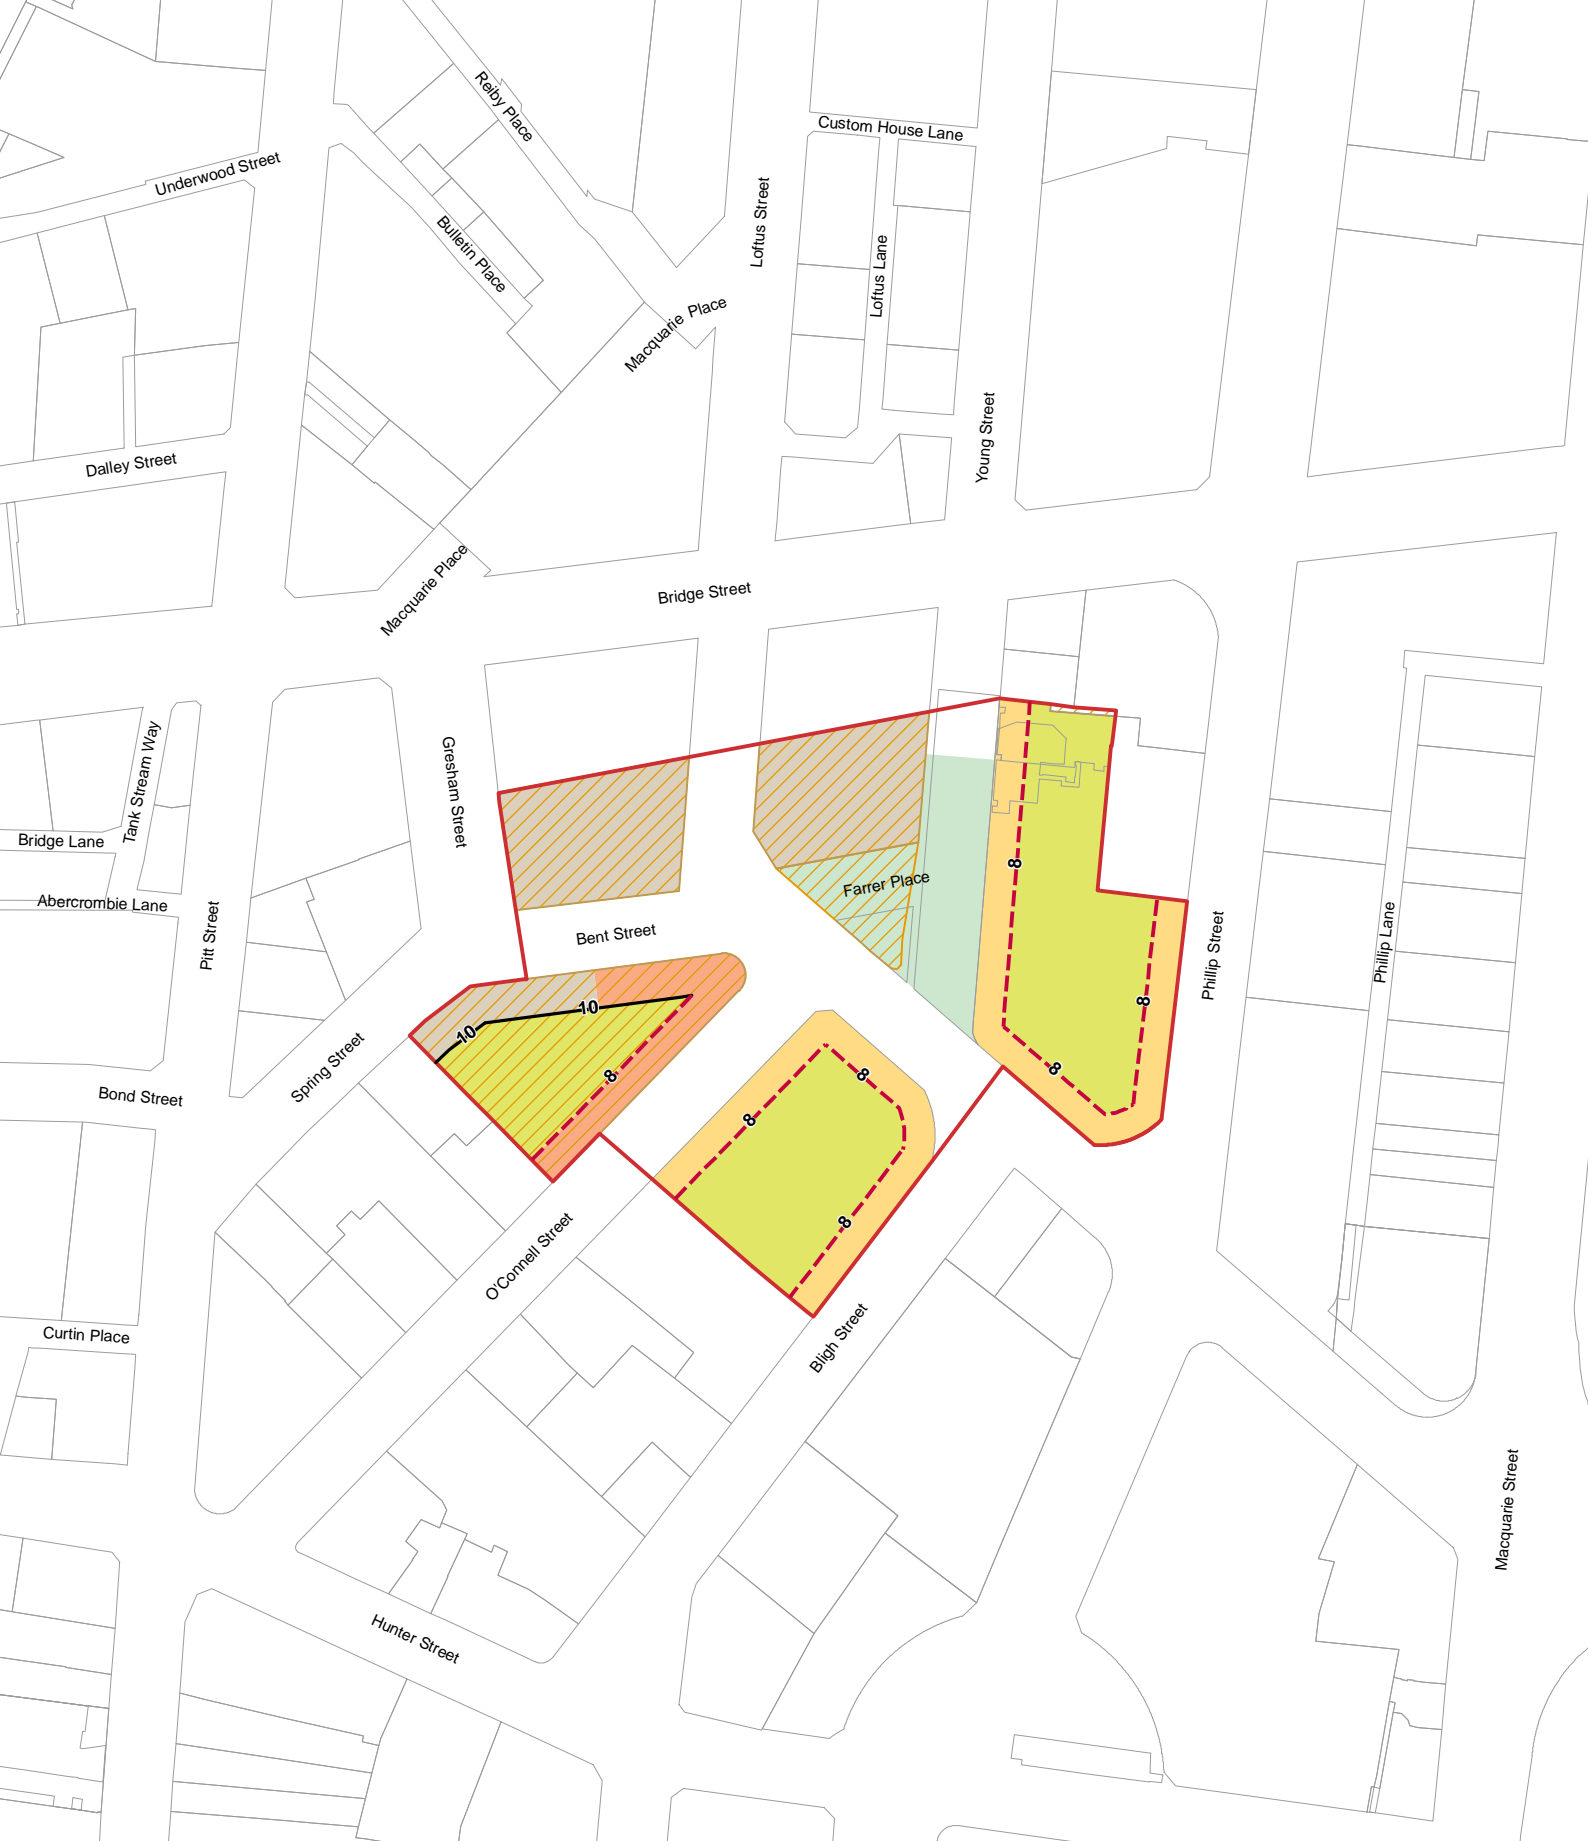 Reiby Place
Custom House Lane
Underwood Street
Loftus Street
Bulletin Place
Loftus Lane
Macquarie Place
Young Street
Dalley Street
Macquarie Place
Bridge Street
Tank Stream Way
Gresham Street
Bridge Lane
8
Farrer Place
Abercrombie Lane
Pitt Street
Bent Street
Phillip Street
Phillip Lane
10
10
8
Spring Street
8
8
8
Bond Street
8
8
O'Connell Street
Curtin Place
Bligh Street
Macquarie Street
Hunter Street